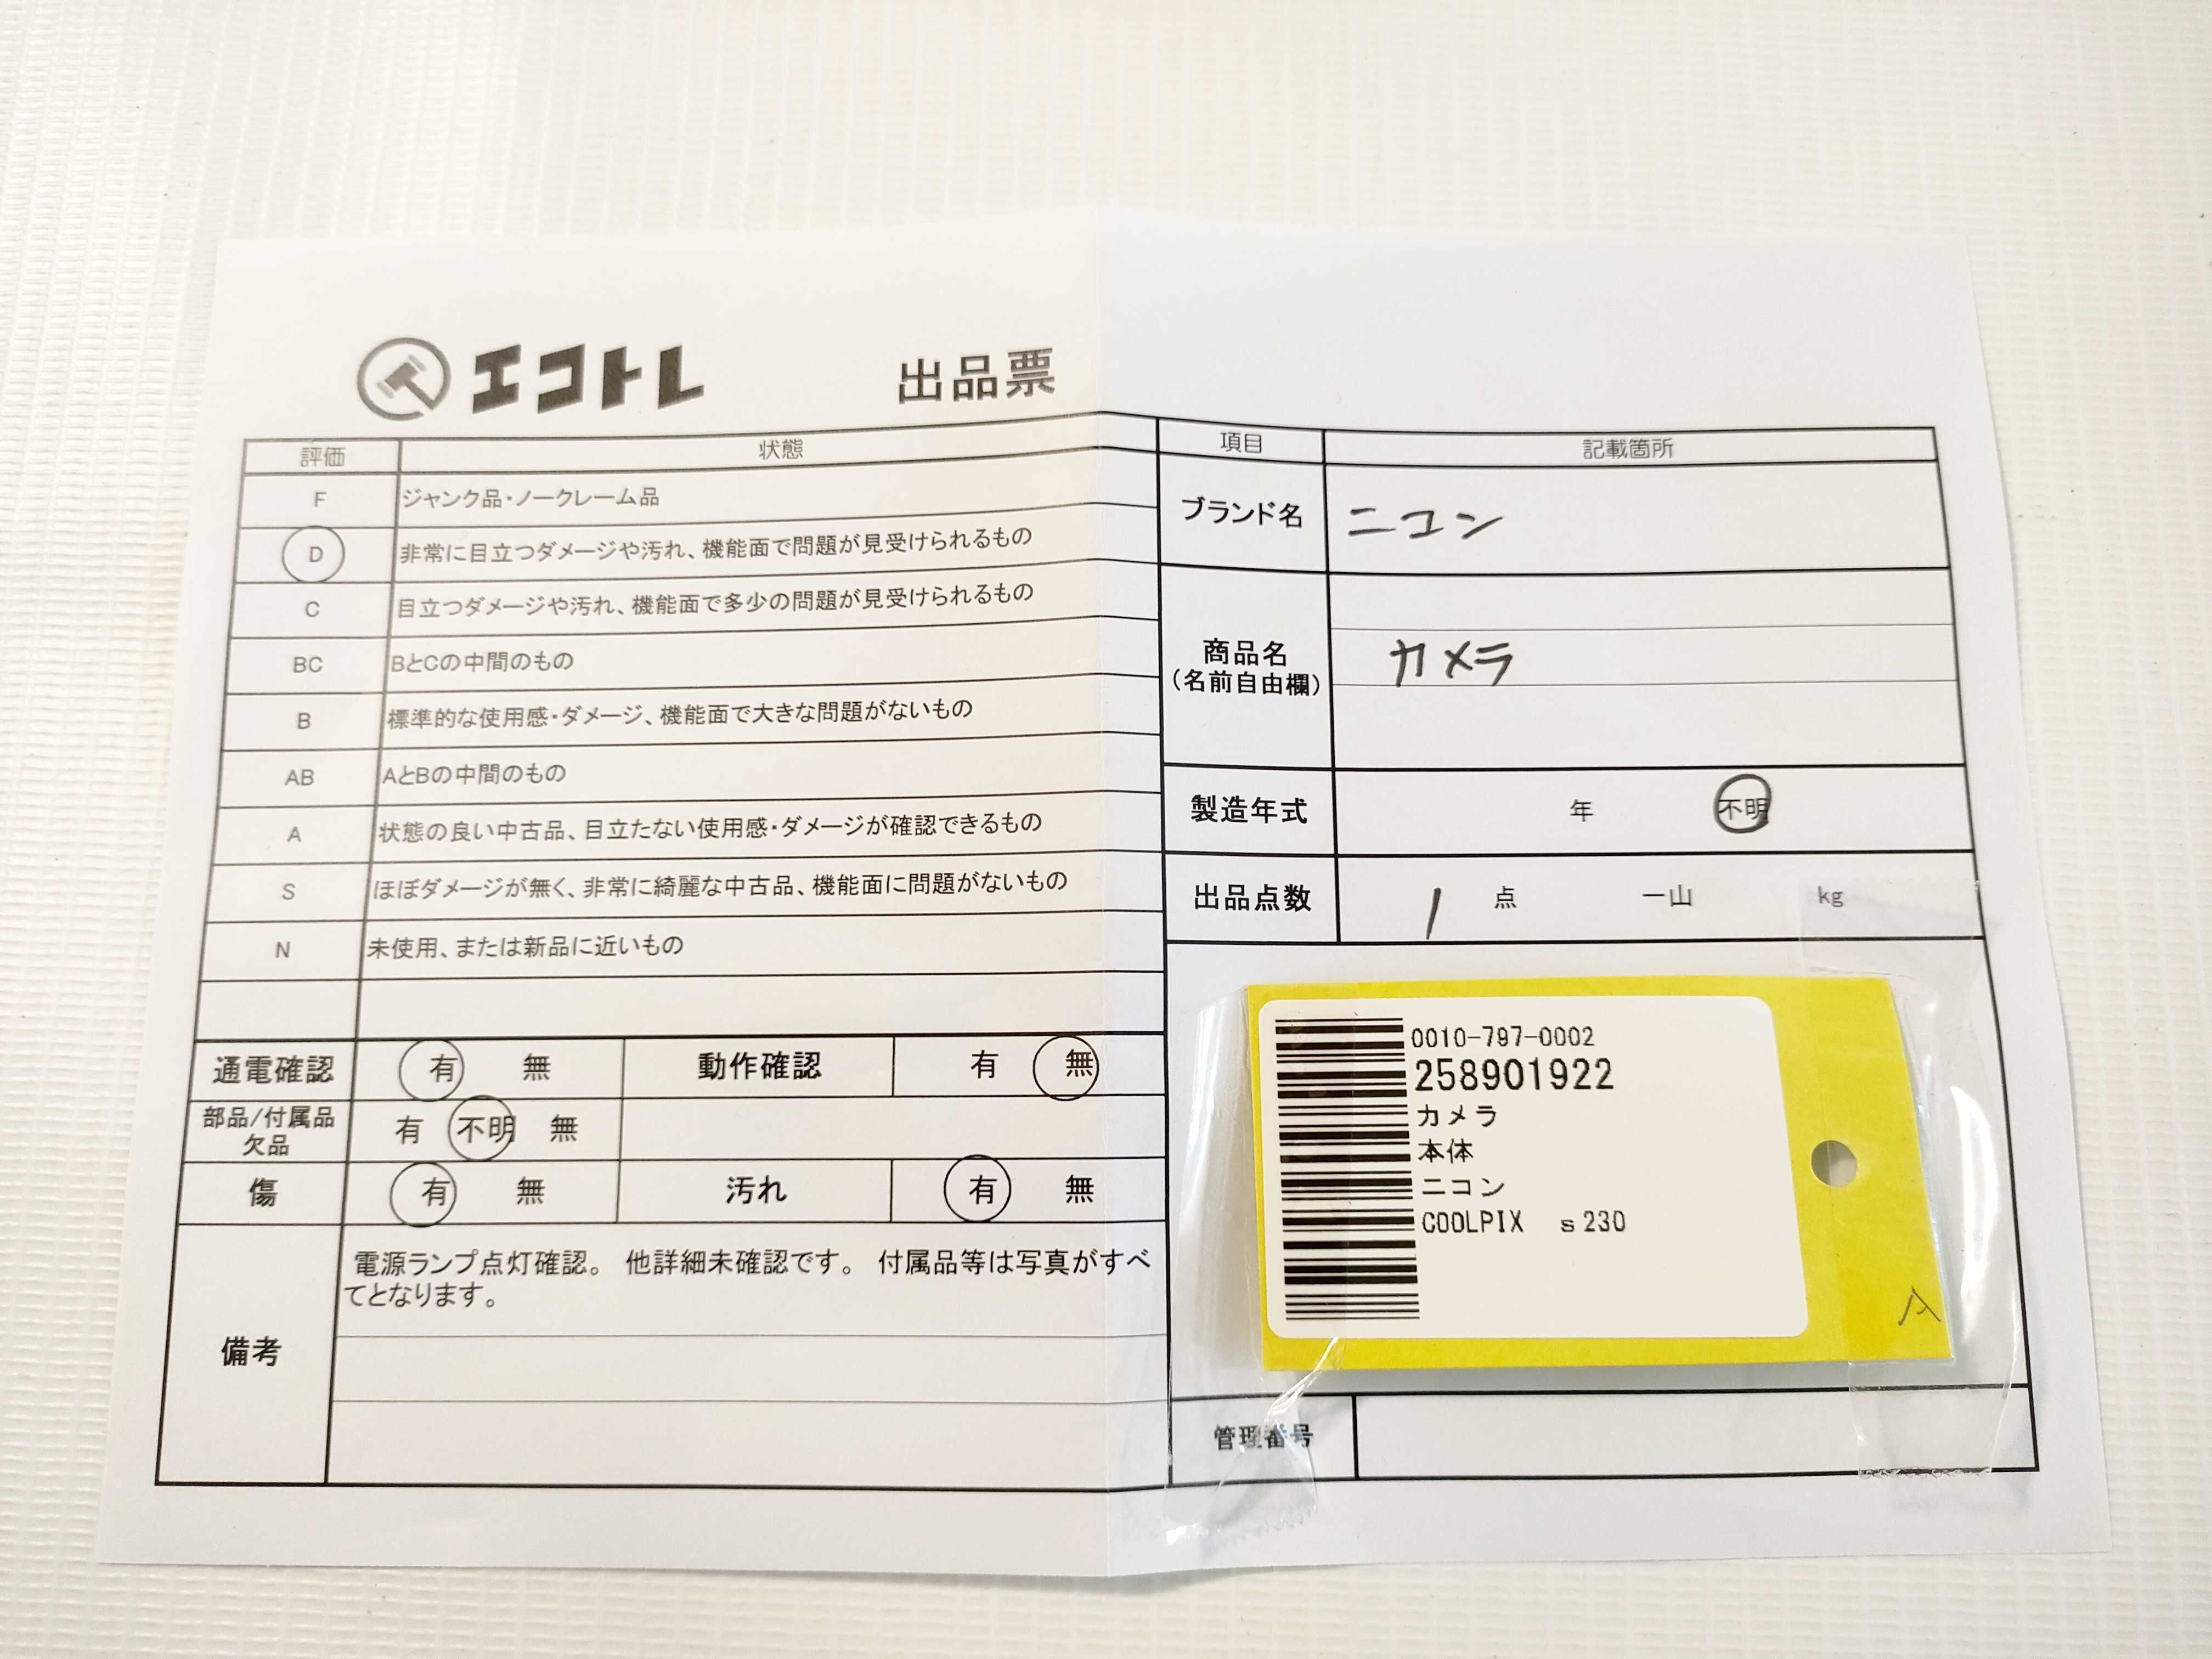 エコトレ 出品票
評価 状態
F ジャンク品・ノークレーム品
D 非常に目立つダメージや汚れ、機能面で問題が見受けられるもの
C 目立つダメージや汚れ、機能面で多少の問題が見受けられるもの
BC BとCの中間のもの
B 標準的な使用感・ダメージ、機能面で大きな問題がないもの
AB AとBの中間のもの
A 状態の良い中古品、目立たない使用感・ダメージが確認できるもの
S ほぼダメージが無く、非常に綺麗な中古品、機能面に問題がないもの
N 未使用、または新品に近いもの
通電確認 有 無 動作確認 有 無
部品/付属品
欠品 有 不明 無
傷 有 無 汚れ 有 無
備考
電源ランプ点灯確認。 他詳細未確認です。 付属品等は写真がすべ
てとなります。
項目 記載箇所
ブランド名 ニコン
商品名
(名前自由欄) カメラ
製造年式 年 不明
出品点数 1 点 一山 kg
0010-797-0002
258901922
カメラ
本体
ニコン
COOLPIX s230
A
管理番号